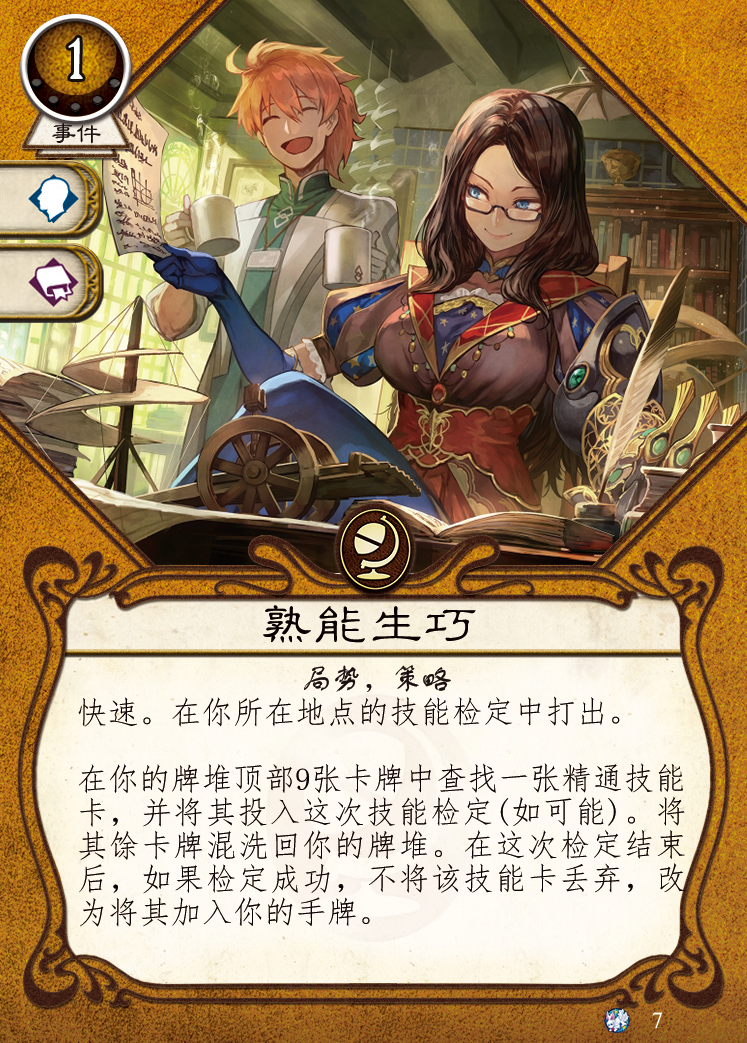 1
事件
熟能生巧
局势，策略
快速。在你所在地点的技能检定中打出。
在你的牌堆顶部9张卡牌中查找一张精通技能
卡，并将其投入这次技能检定(如可能)。将
其馀卡牌混洗回你的牌堆。在这次检定结束
后，如果检定成功，不将该技能卡丢弃，改
为将其加入你的手牌。
7